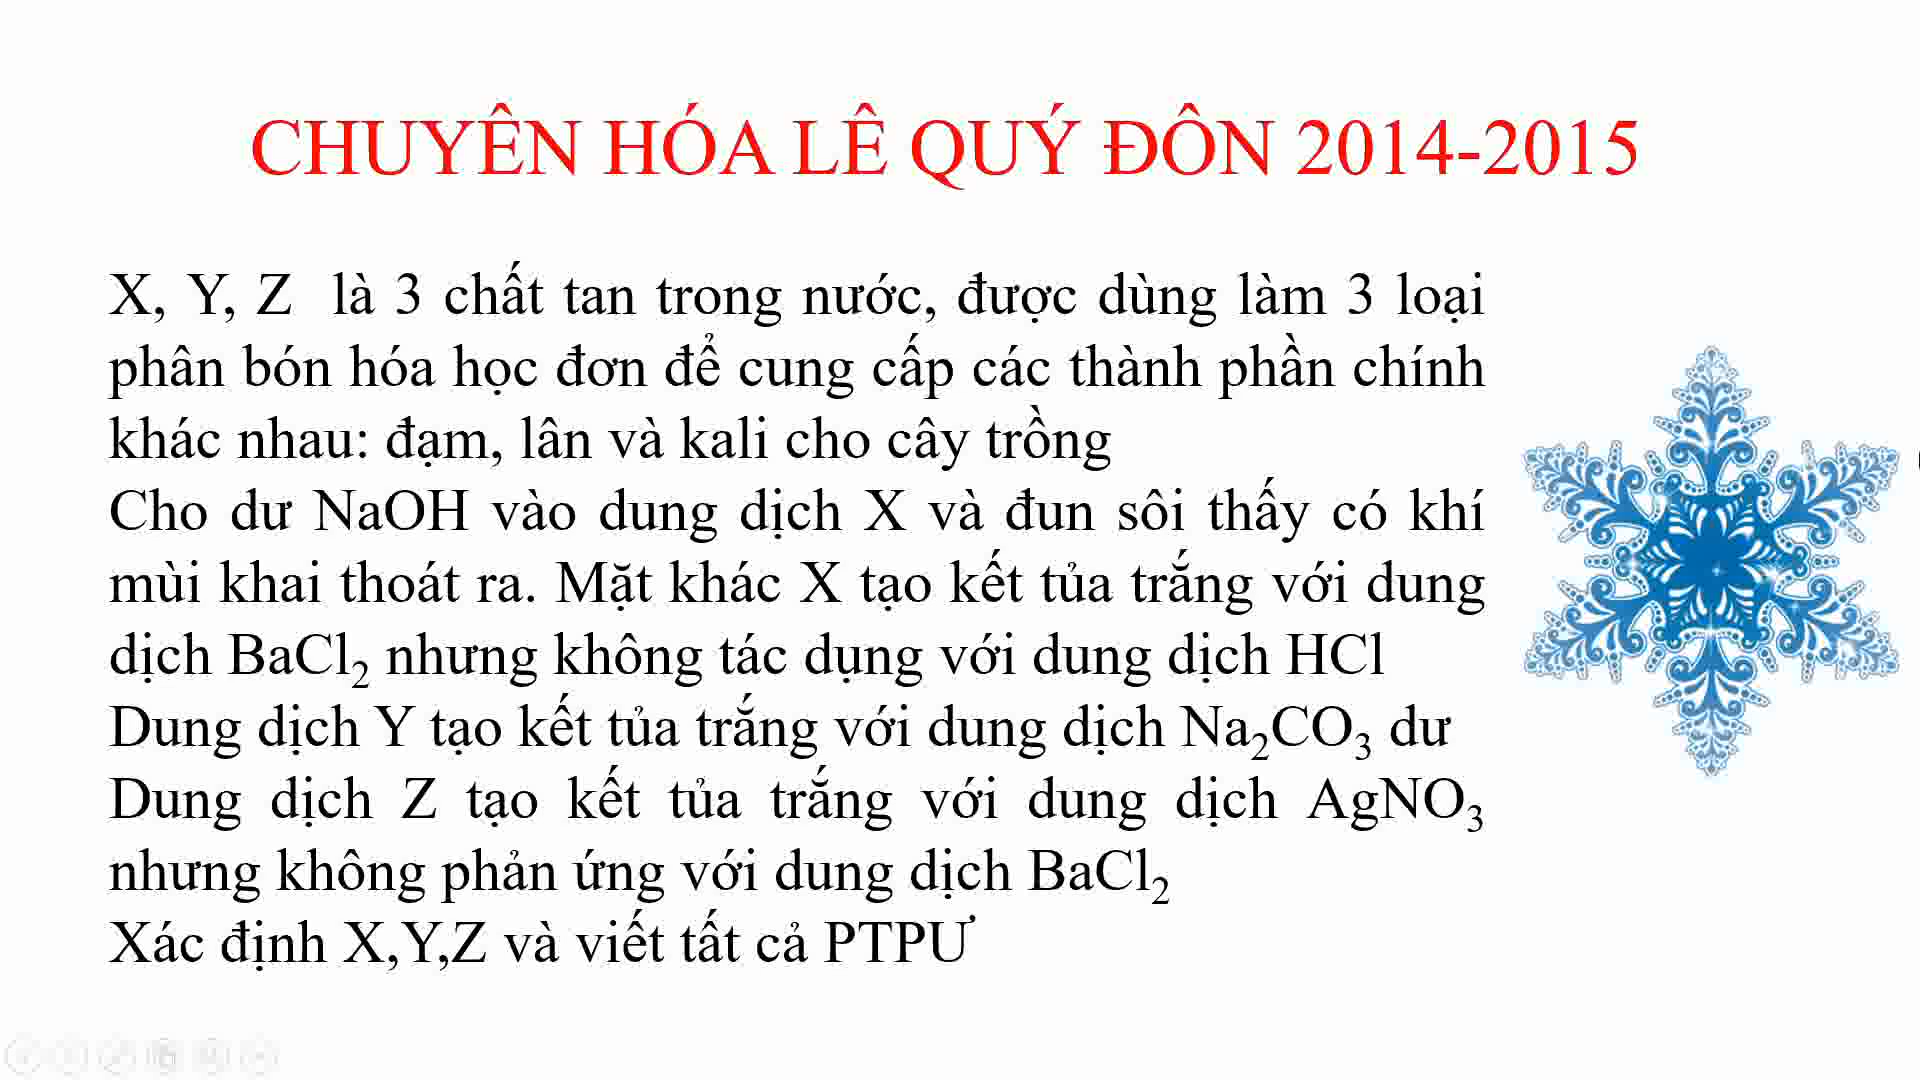 CHUYÊN HÓA LÊ QUÝ ĐÔN 2014-2015
X, Y, Z là 3 chất tan trong nước, được dùng làm 3 loại
phân bón hóa học đơn để cung cấp các thành phần chính
khác nhau: đạm, lân và kali cho cây trồng
Cho dư NaOH vào dung dịch X và đun sôi thấy có khí
mùi khai thoát ra. Mặt khác X tạo kết tủa trắng với dung
dịch BaCl₂ nhưng không tác dụng với dung dịch HCl
Dung dịch Y tạo kết tủa trắng với dung dịch Na₂CO₃ dư
Dung dịch Z tạo kết tủa trắng với dung dịch AgNO₃
nhưng không phản ứng với dung dịch BaCl₂
Xác định X,Y,Z và viết tất cả PTPƯ